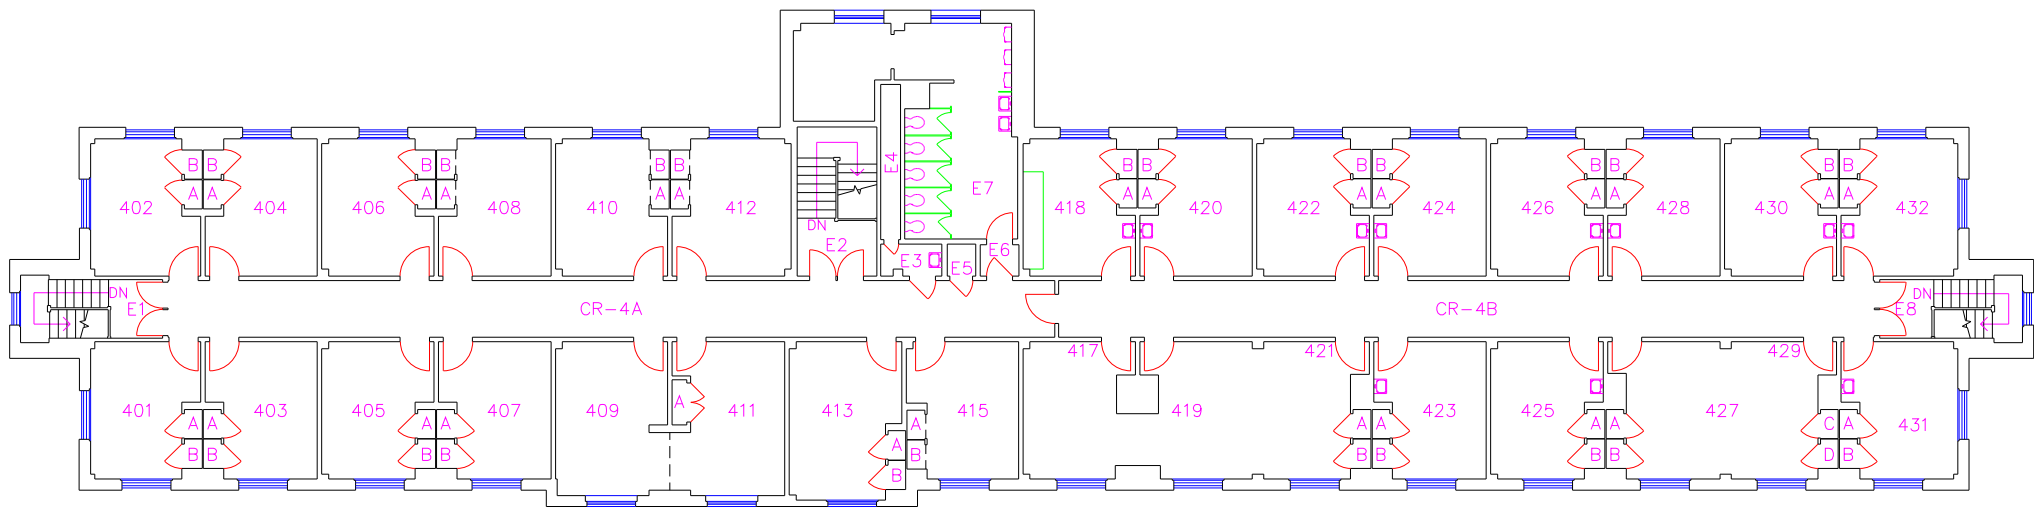 B B B B B B B B B B B B B B
E4
A A A A A A E7 A A A A A A A A
402 404 406 408 410 412 418 420 422 424 426 428 430 432
DN
E2
E3 E5 E6
DN DN
E1 CR-4A CR-4B E8
417 421 429
A
401 403 405 407 409 411 413 415 419 423 425 427 431
A A A A A A A A A C A
A
B B B B B B B B B D B
B